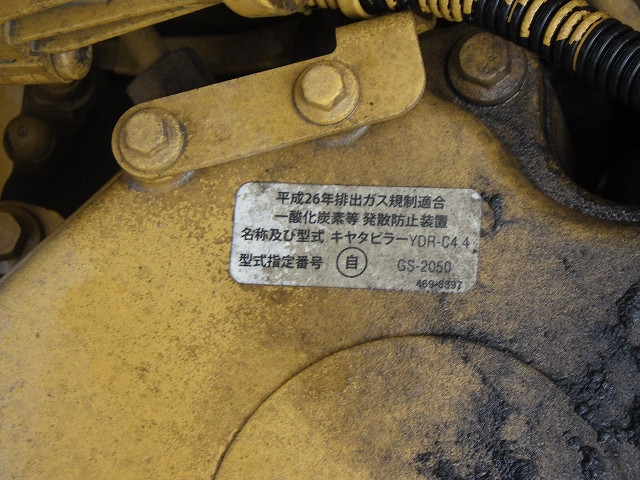 平成26年排出ガス規制適合
一酸化炭素等 発散防止装置
名称及び型式 キャタピラーYDR-C4.4
型式指定番号 自 GS-2050
469-8897